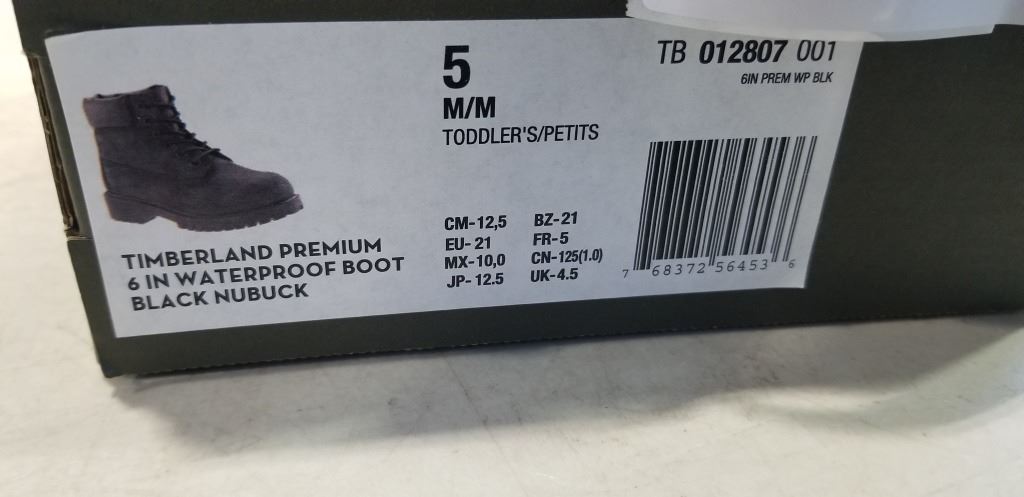 5
M/M
TODDLER'S/PETITS
TB 012807 001
6IN PREM WP BLK
TIMBERLAND PREMIUM
6 IN WATERPROOF BOOT
BLACK NUBUCK
CM-12,5 BZ-21
EU-21 FR-5
MX-10,0 CN-125(1.0)
JP-12.5 UK-4.5
7 68372 56453 6